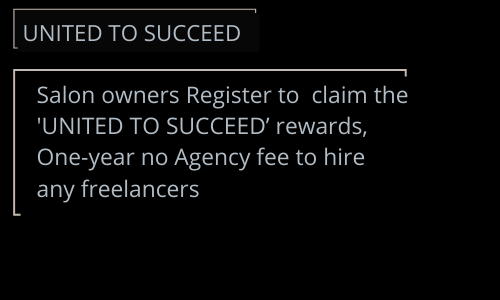 UNITED TO SUCCEED
Salon owners Register to  claim the
'UNITED TO SUCCEED’ rewards,
One-year no Agency fee to hire
any freelancers